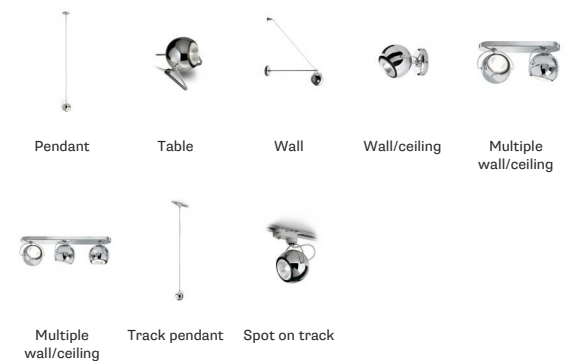 Pendant
Table
Wall
Wall/ceiling
Multiple
wall/ceiling
Multiple
wall/ceiling
Track pendant
Spot on track